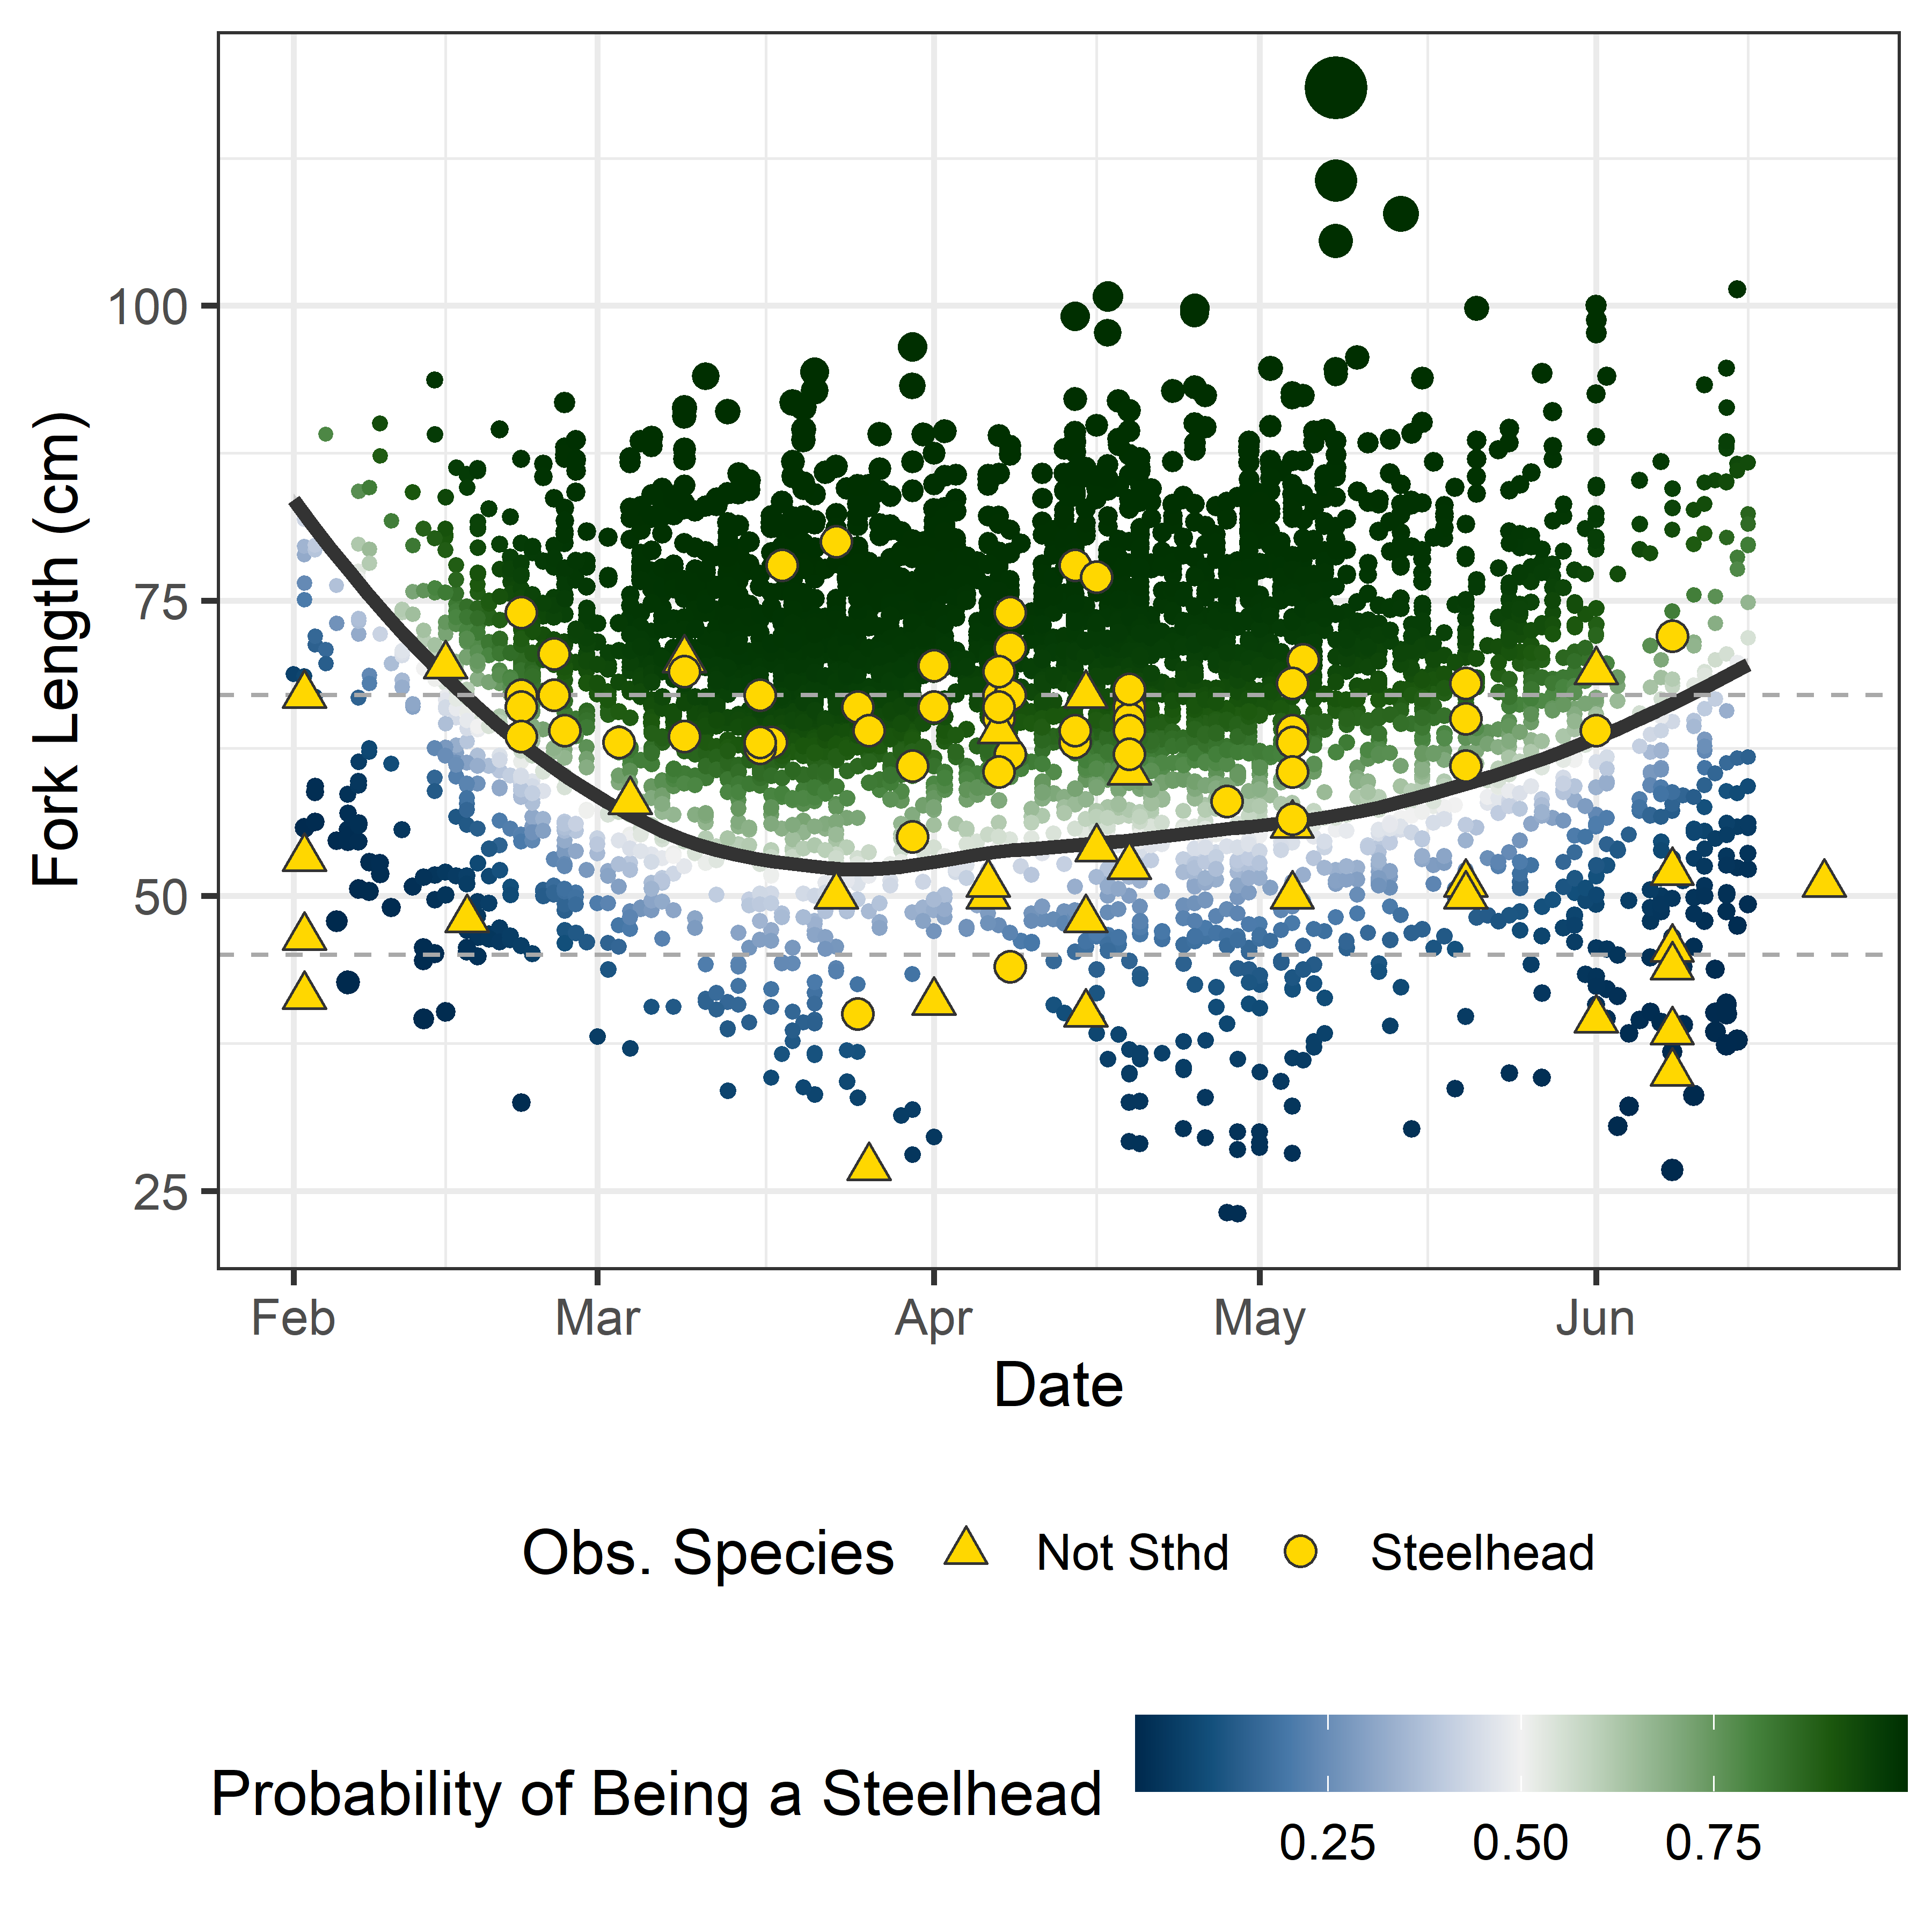 Fork Length (cm)
100
75
50
25
Feb Mar Apr May Jun
Date
Obs. Species Not Sthd Steelhead
Probability of Being a Steelhead
0.25 0.50 0.75